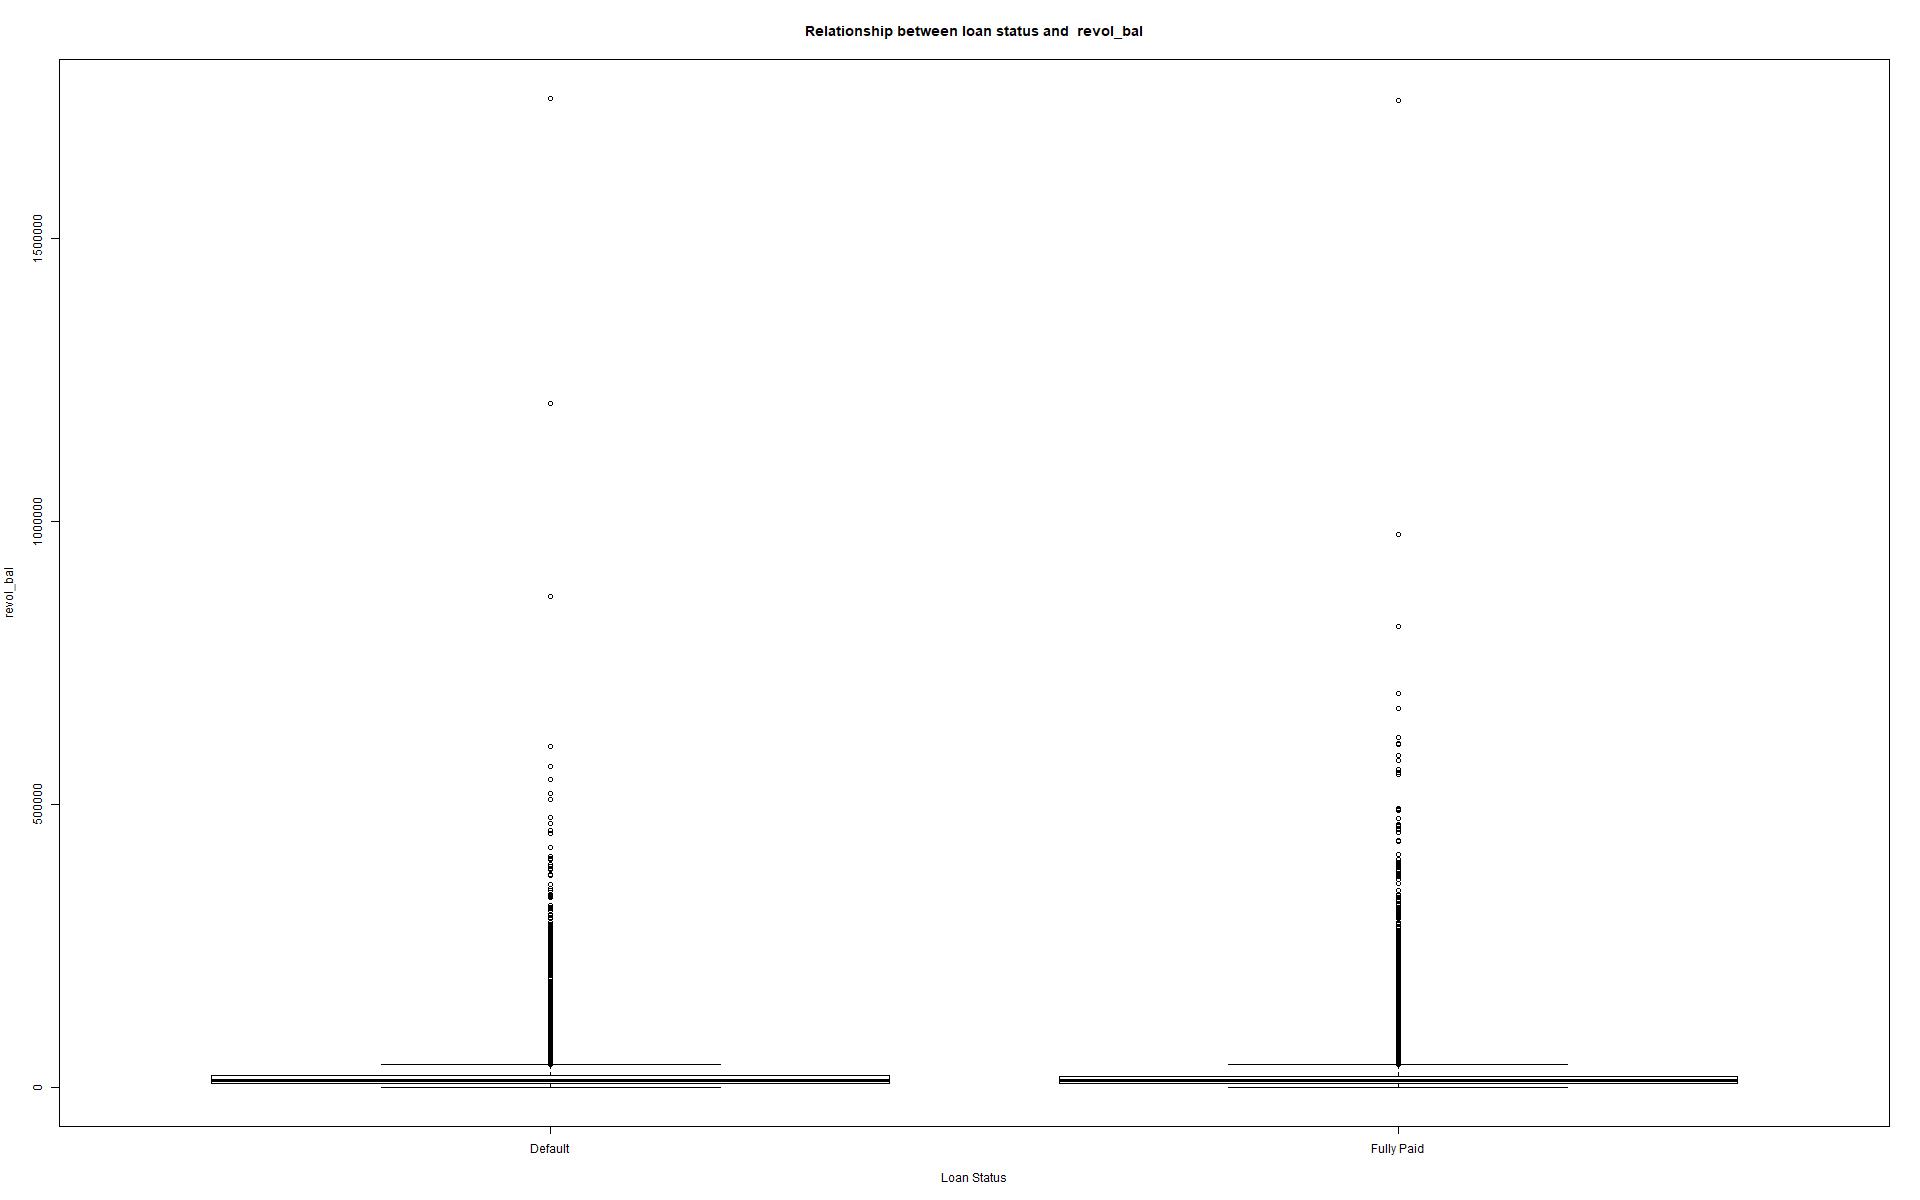 Relationship between loan status and  revol_bal
1500000
1000000
500000
0
revol_bal
Default
Fully Paid
Loan Status